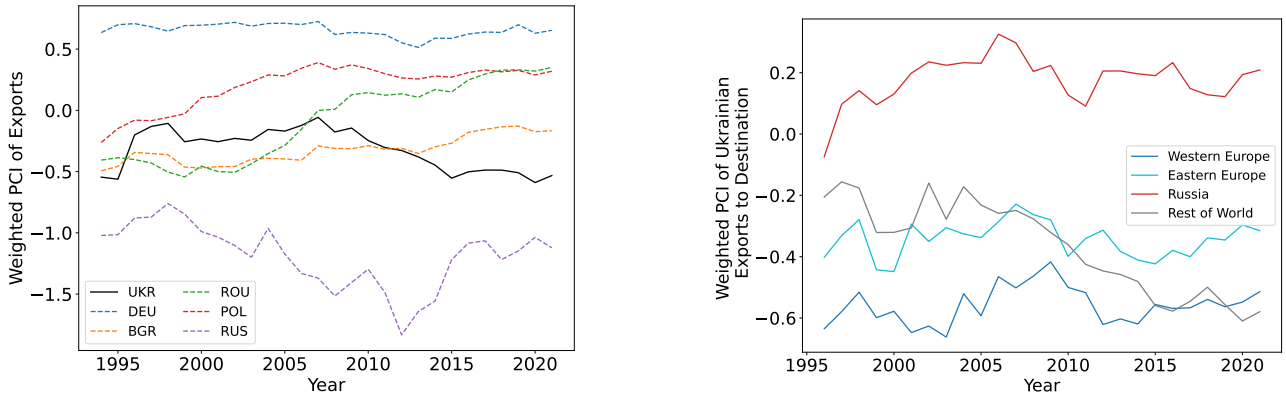 Weighted PCI of Exports
0.5
0.0
−0.5
−1.0
−1.5
UKR
DEU
BGR
ROU
POL
RUS
1995
2000
2005
2010
2015
2020
Year
Weighted PCI of Ukrainian
Exports to Destination
0.2
0.0
−0.2
−0.4
−0.6
Western Europe
Eastern Europe
Russia
Rest of World
1995
2000
2005
2010
2015
2020
Year